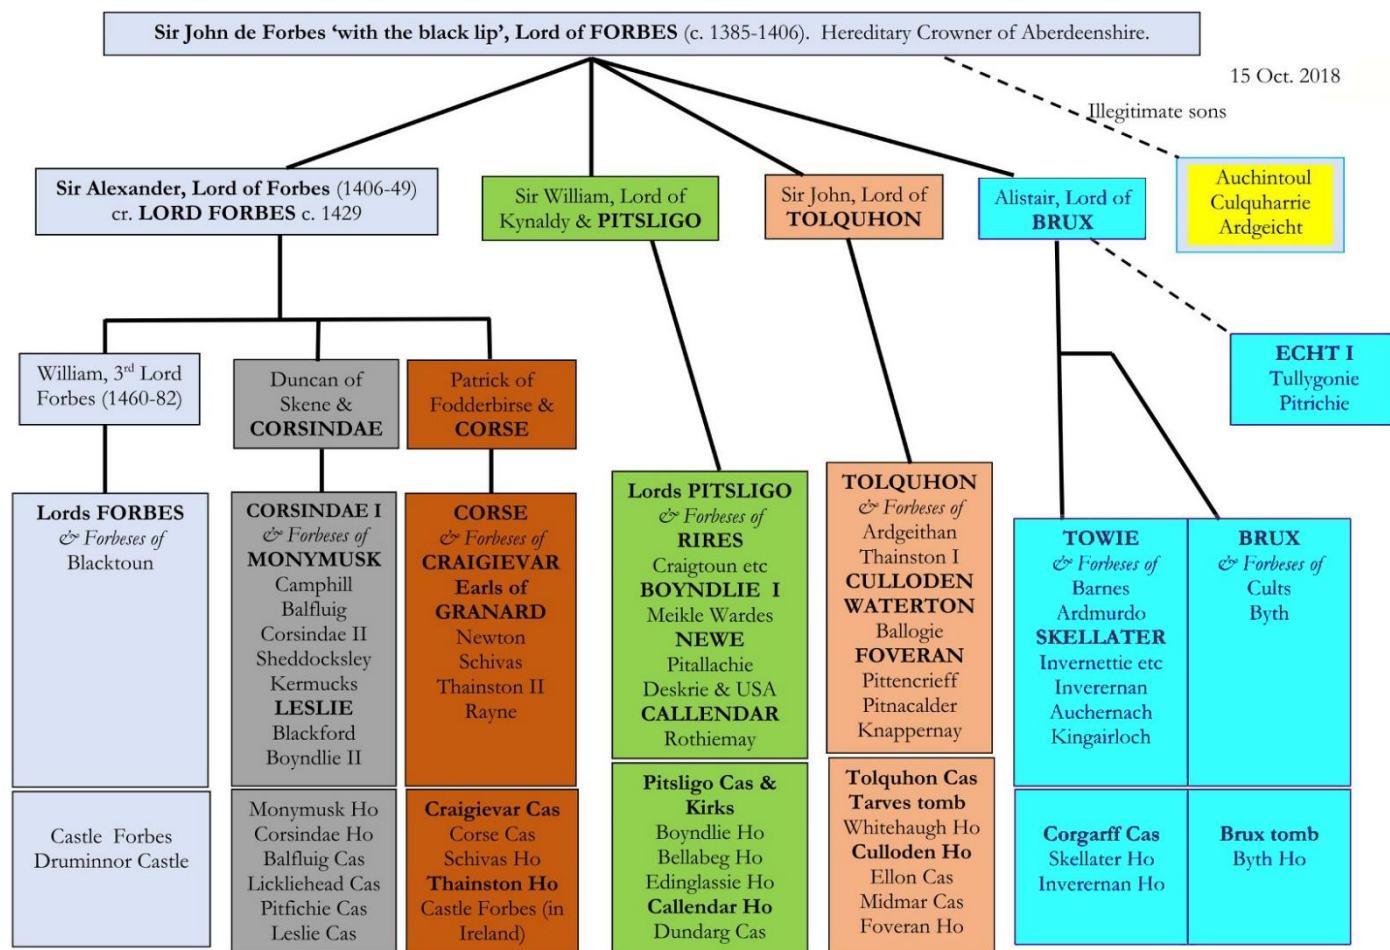 Sir John de Forbes ‘with the black lip’, Lord of FORBES (c. 1385-1406). Hereditary Crowner of Aberdeenshire.
15 Oct. 2018
Illegitimate sons
Sir Alexander, Lord of Forbes (1406-49)
cr. LORD FORBES c. 1429
Sir William, Lord of
Kynaldy & PITSLIGO
Sir John, Lord of
TOLQUHON
Alistair, Lord of
BRUX
Auchintoul
Culquharrie
Ardgeicht
ECHT I
Tullygonie
Pitrichie
William, 3rd Lord
Forbes (1460-82)
Duncan of
Skene &
CORSINDAE
Patrick of
Fodderbirse &
CORSE
Lords FORBES
& Forbeses of
Blacktoun
CORSINDAE I
& Forbeses of
MONYMUSK
Camphill
Balfluig
Corsindae II
Sheddocksley
Kermucks
LESLIE
Blackford
Boyndlie II
CORSE
& Forbeses of
CRAIGIEVAR
Earls of
GRANARD
Newton
Schivas
Thainston II
Rayne
Lords PITSLIGO
& Forbeses of
RIRES
Craigtoun etc
BOYNDLIE I
Meikle Wardes
NEWE
Pitallachie
Deskrie & USA
CALLENDAR
Rothiemay
TOLQUHON
& Forbeses of
Ardgeithan
Thainston I
CULLODEN
WATERTON
Ballogie
FOVERAN
Pittencrieff
Pitnacalder
Knappernay
TOWIE
& Forbeses of
Barnes
Ardmurdo
SKELLATER
Invernettie etc
Inverernan
Auchernach
Kingairloch
BRUX
& Forbeses of
Cults
Byth
Castle Forbes
Druminnor Castle
Monymusk Ho
Corsindae Ho
Balfluig Cas
Lickliehead Cas
Pitfichie Cas
Leslie Cas
Craigievar Cas
Corse Cas
Schivas Ho
Thainston Ho
Castle Forbes (in
Ireland)
Pitsligo Cas &
Kirks
Boyndlie Ho
Bellabeg Ho
Edinglassie Ho
Callendar Ho
Dundarg Cas
Tolquhon Cas
Tarves tomb
Whitehaugh Ho
Culloden Ho
Ellon Cas
Midmar Cas
Foveran Ho
Corgarff Cas
Skellater Ho
Inverernan Ho
Brux tomb
Byth Ho